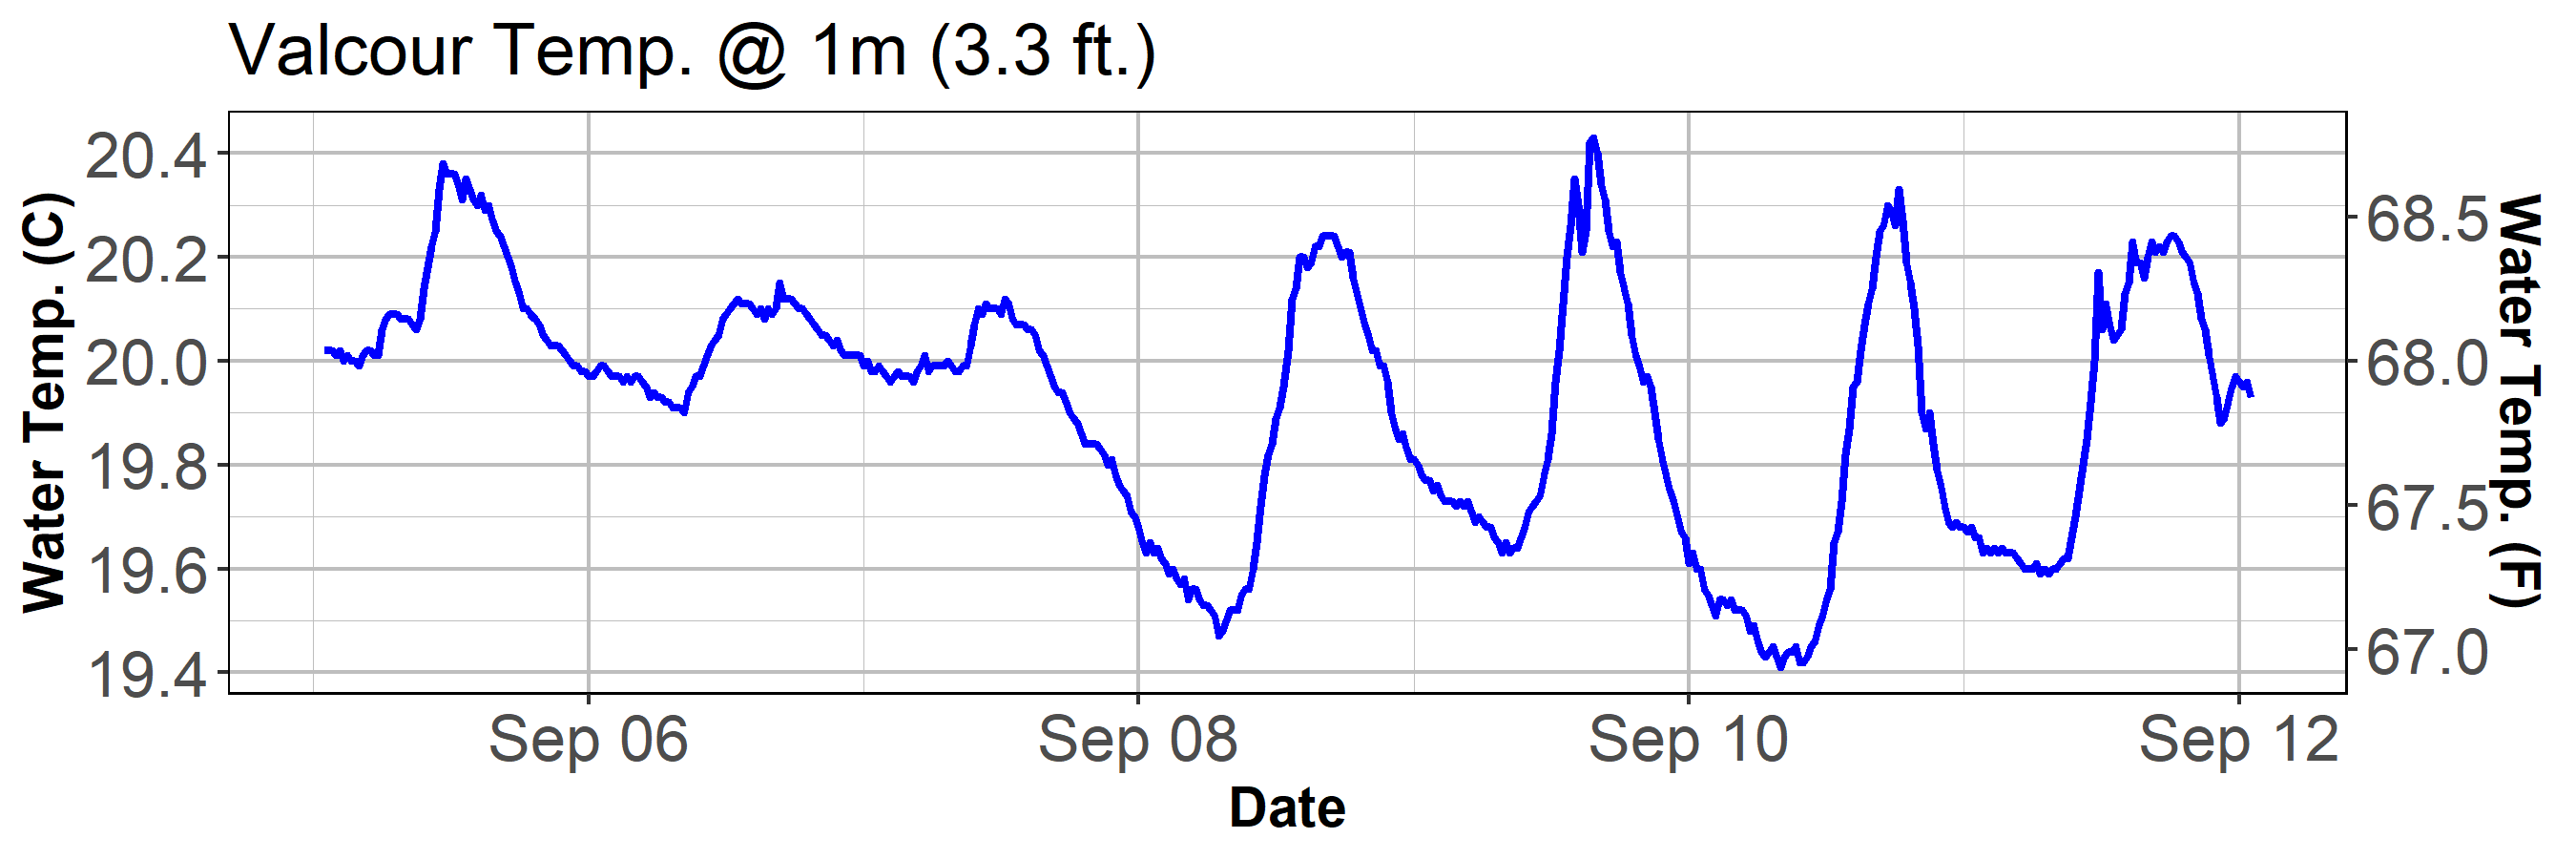 Valcour Temp. @ 1m (3.3 ft.)
Water Temp. (C)
20.4
20.2
20.0
19.8
19.6
19.4
68.5
68.0
67.5
67.0
Water Temp. (F)
Sep 06
Sep 08
Sep 10
Sep 12
Date